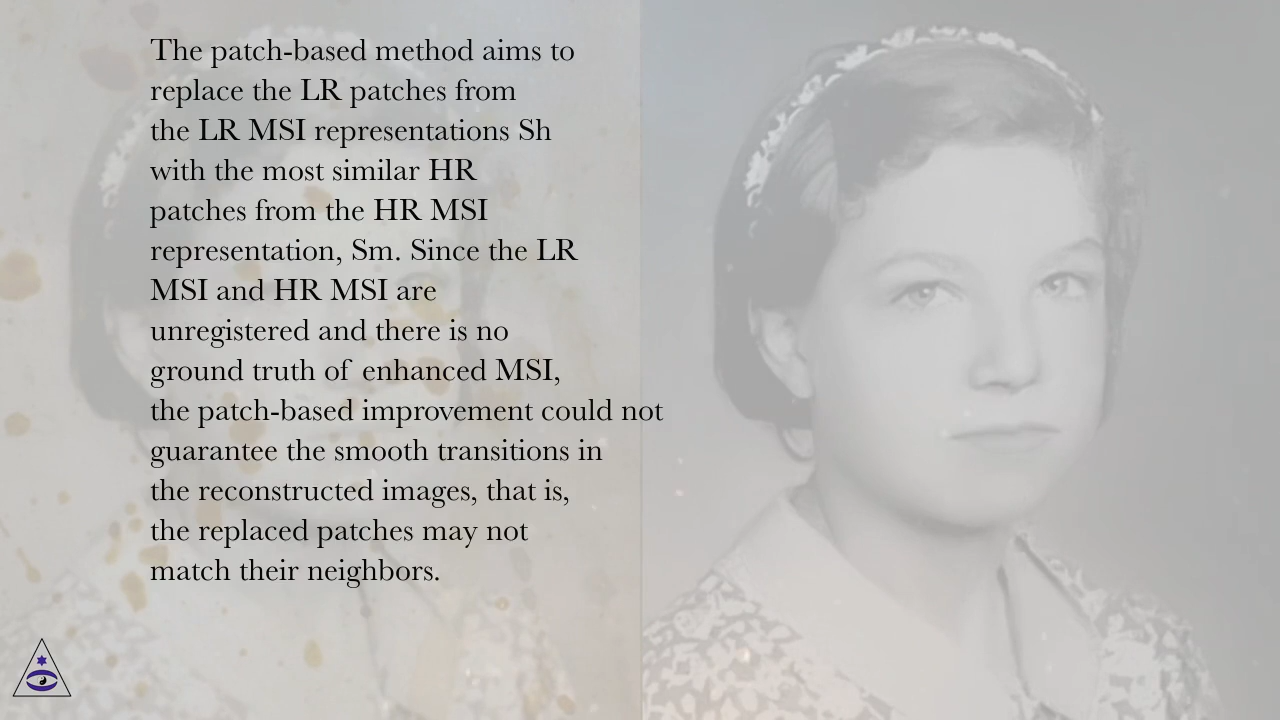 The patch-based method aims to
replace the LR patches from
the LR MSI representations Sh
with the most similar HR
patches from the HR MSI
representation, Sm. Since the LR
MSI and HR MSI are
unregistered and there is no
ground truth of enhanced MSI,
the patch-based improvement could not
guarantee the smooth transitions in
the reconstructed images, that is,
the replaced patches may not
match their neighbors.